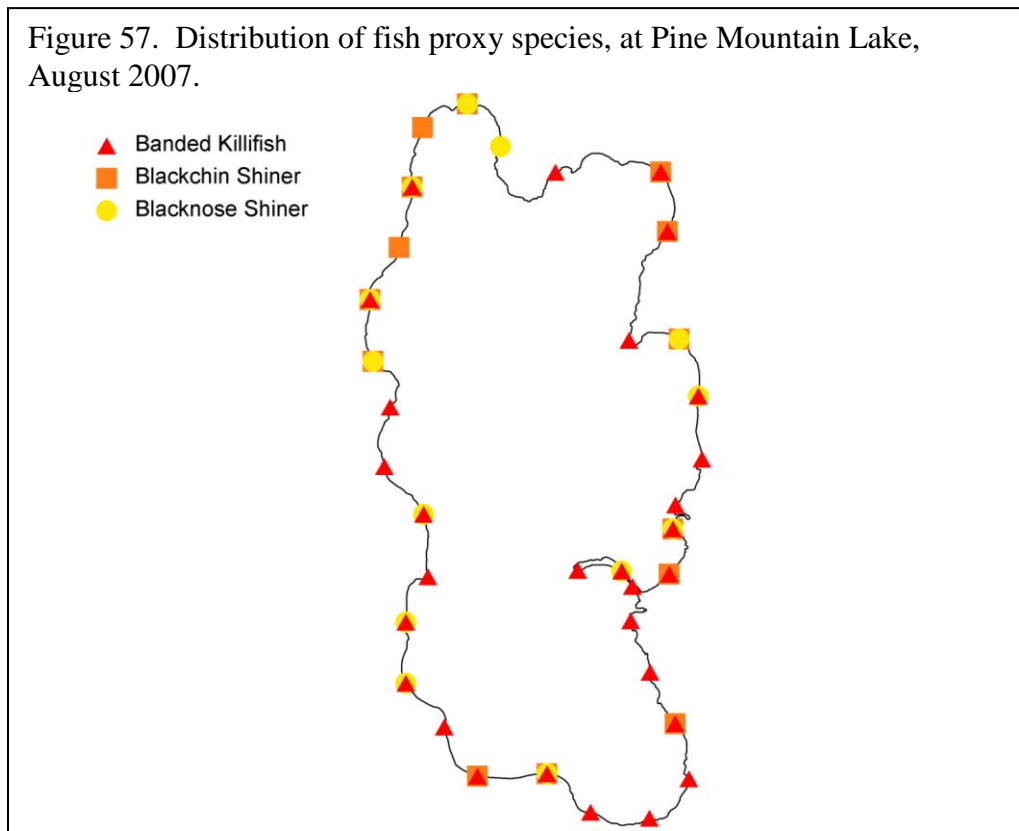 Figure 57.  Distribution of fish proxy species, at Pine Mountain Lake,
August 2007.
Banded Killifish
Blackchin Shiner
Blacknose Shiner